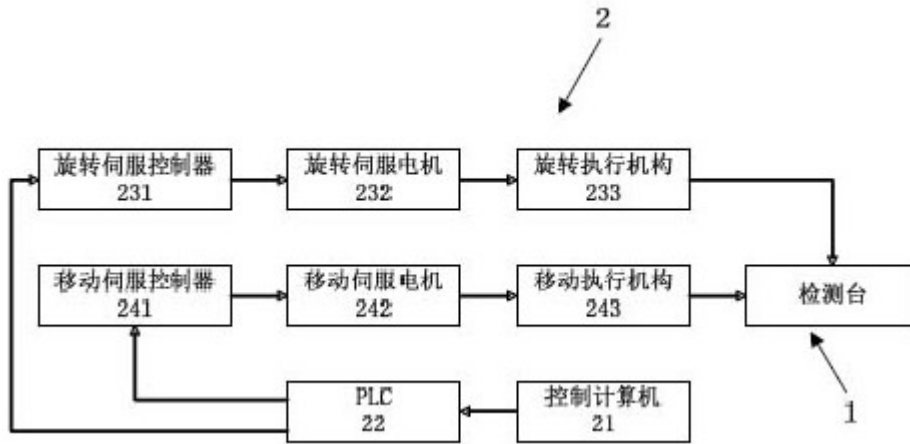 2
旋转伺服控制器
231
旋转伺服电机
232
旋转执行机构
233
移动伺服控制器
241
移动伺服电机
242
移动执行机构
243
检测台
PLC
22
控制计算机
21
1